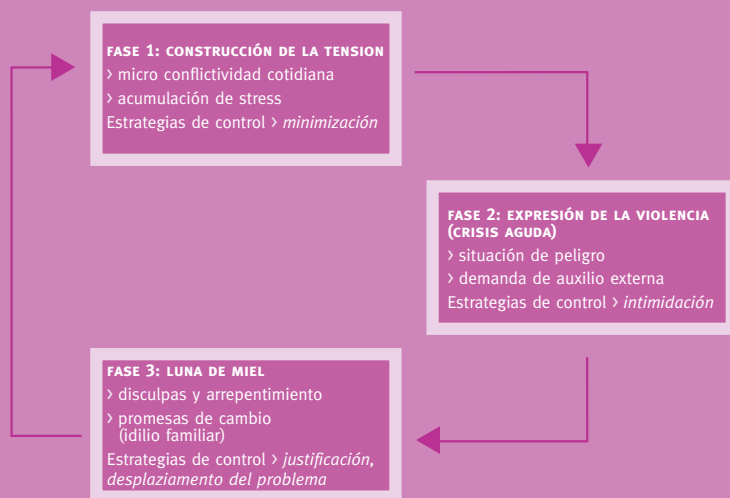 FASE 1: CONSTRUCCIÓN DE LA TENSION
> micro conflictividad cotidiana
> acumulación de stress
Estrategias de control > minimización
FASE 2: EXPRESIÓN DE LA VIOLENCIA
(CRISIS AGUDA)
> situación de peligro
> demanda de auxilio externa
Estrategias de control > intimidación
FASE 3: LUNA DE MIEL
> disculpas y arrepentimiento
> promesas de cambio
(idilio familiar)
Estrategias de control > justificación,
desplaziamento del problema